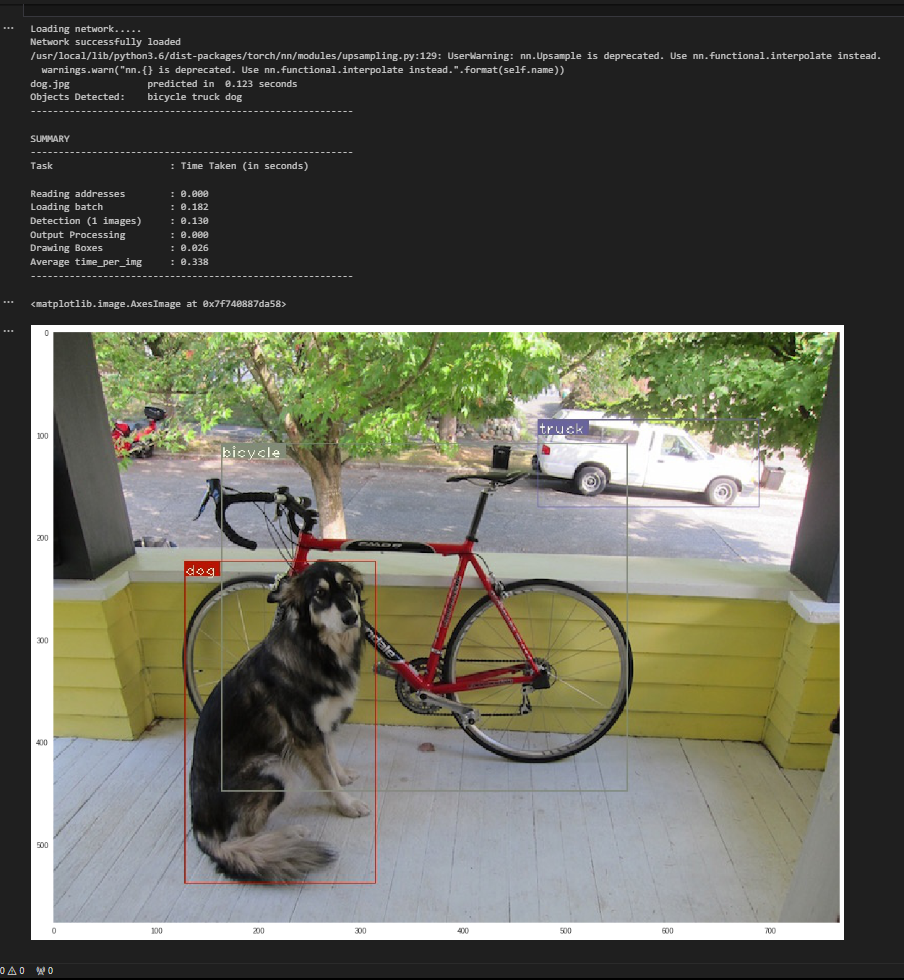 Loading network.....
Network successfully loaded
/usr/local/lib/python3.6/dist-packages/torch/nn/modules/upsampling.py:129: UserWarning: nn.Upsample is deprecated. Use nn.functional.interpolate instead.
  warnings.warn("nn.{} is deprecated. Use nn.functional.interpolate instead.".format(self.name))
dog.jpg             predicted in  0.123 seconds
Objects Detected:    bicycle truck dog
----------------------------------------------------------
SUMMARY
----------------------------------------------------------
Task                     : Time Taken (in seconds)
Reading addresses        : 0.000
Loading batch            : 0.182
Detection (1 images)     : 0.130
Output Processing        : 0.000
Drawing Boxes            : 0.026
Average time_per_img     : 0.338
----------------------------------------------------------
<matplotlib.image.AxesImage at 0x7f740887da58>
0
100
200
300
400
500
truck
bicycle
dog
ndale
0 100 200 300 400 500 600 700
0 0 0